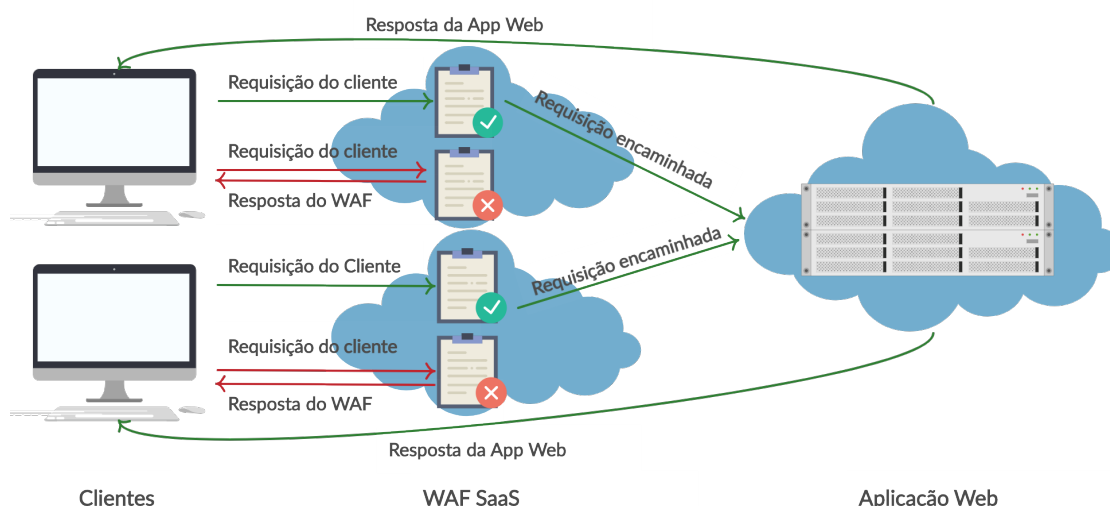 Resposta da App Web
Requisição do cliente
Requisição encaminhada
Requisição do cliente
Resposta do WAF
Requisição do Cliente
Requisição encaminhada
Requisição do cliente
Resposta do WAF
Resposta da App Web
Clientes
WAF SaaS
Aplicação Web